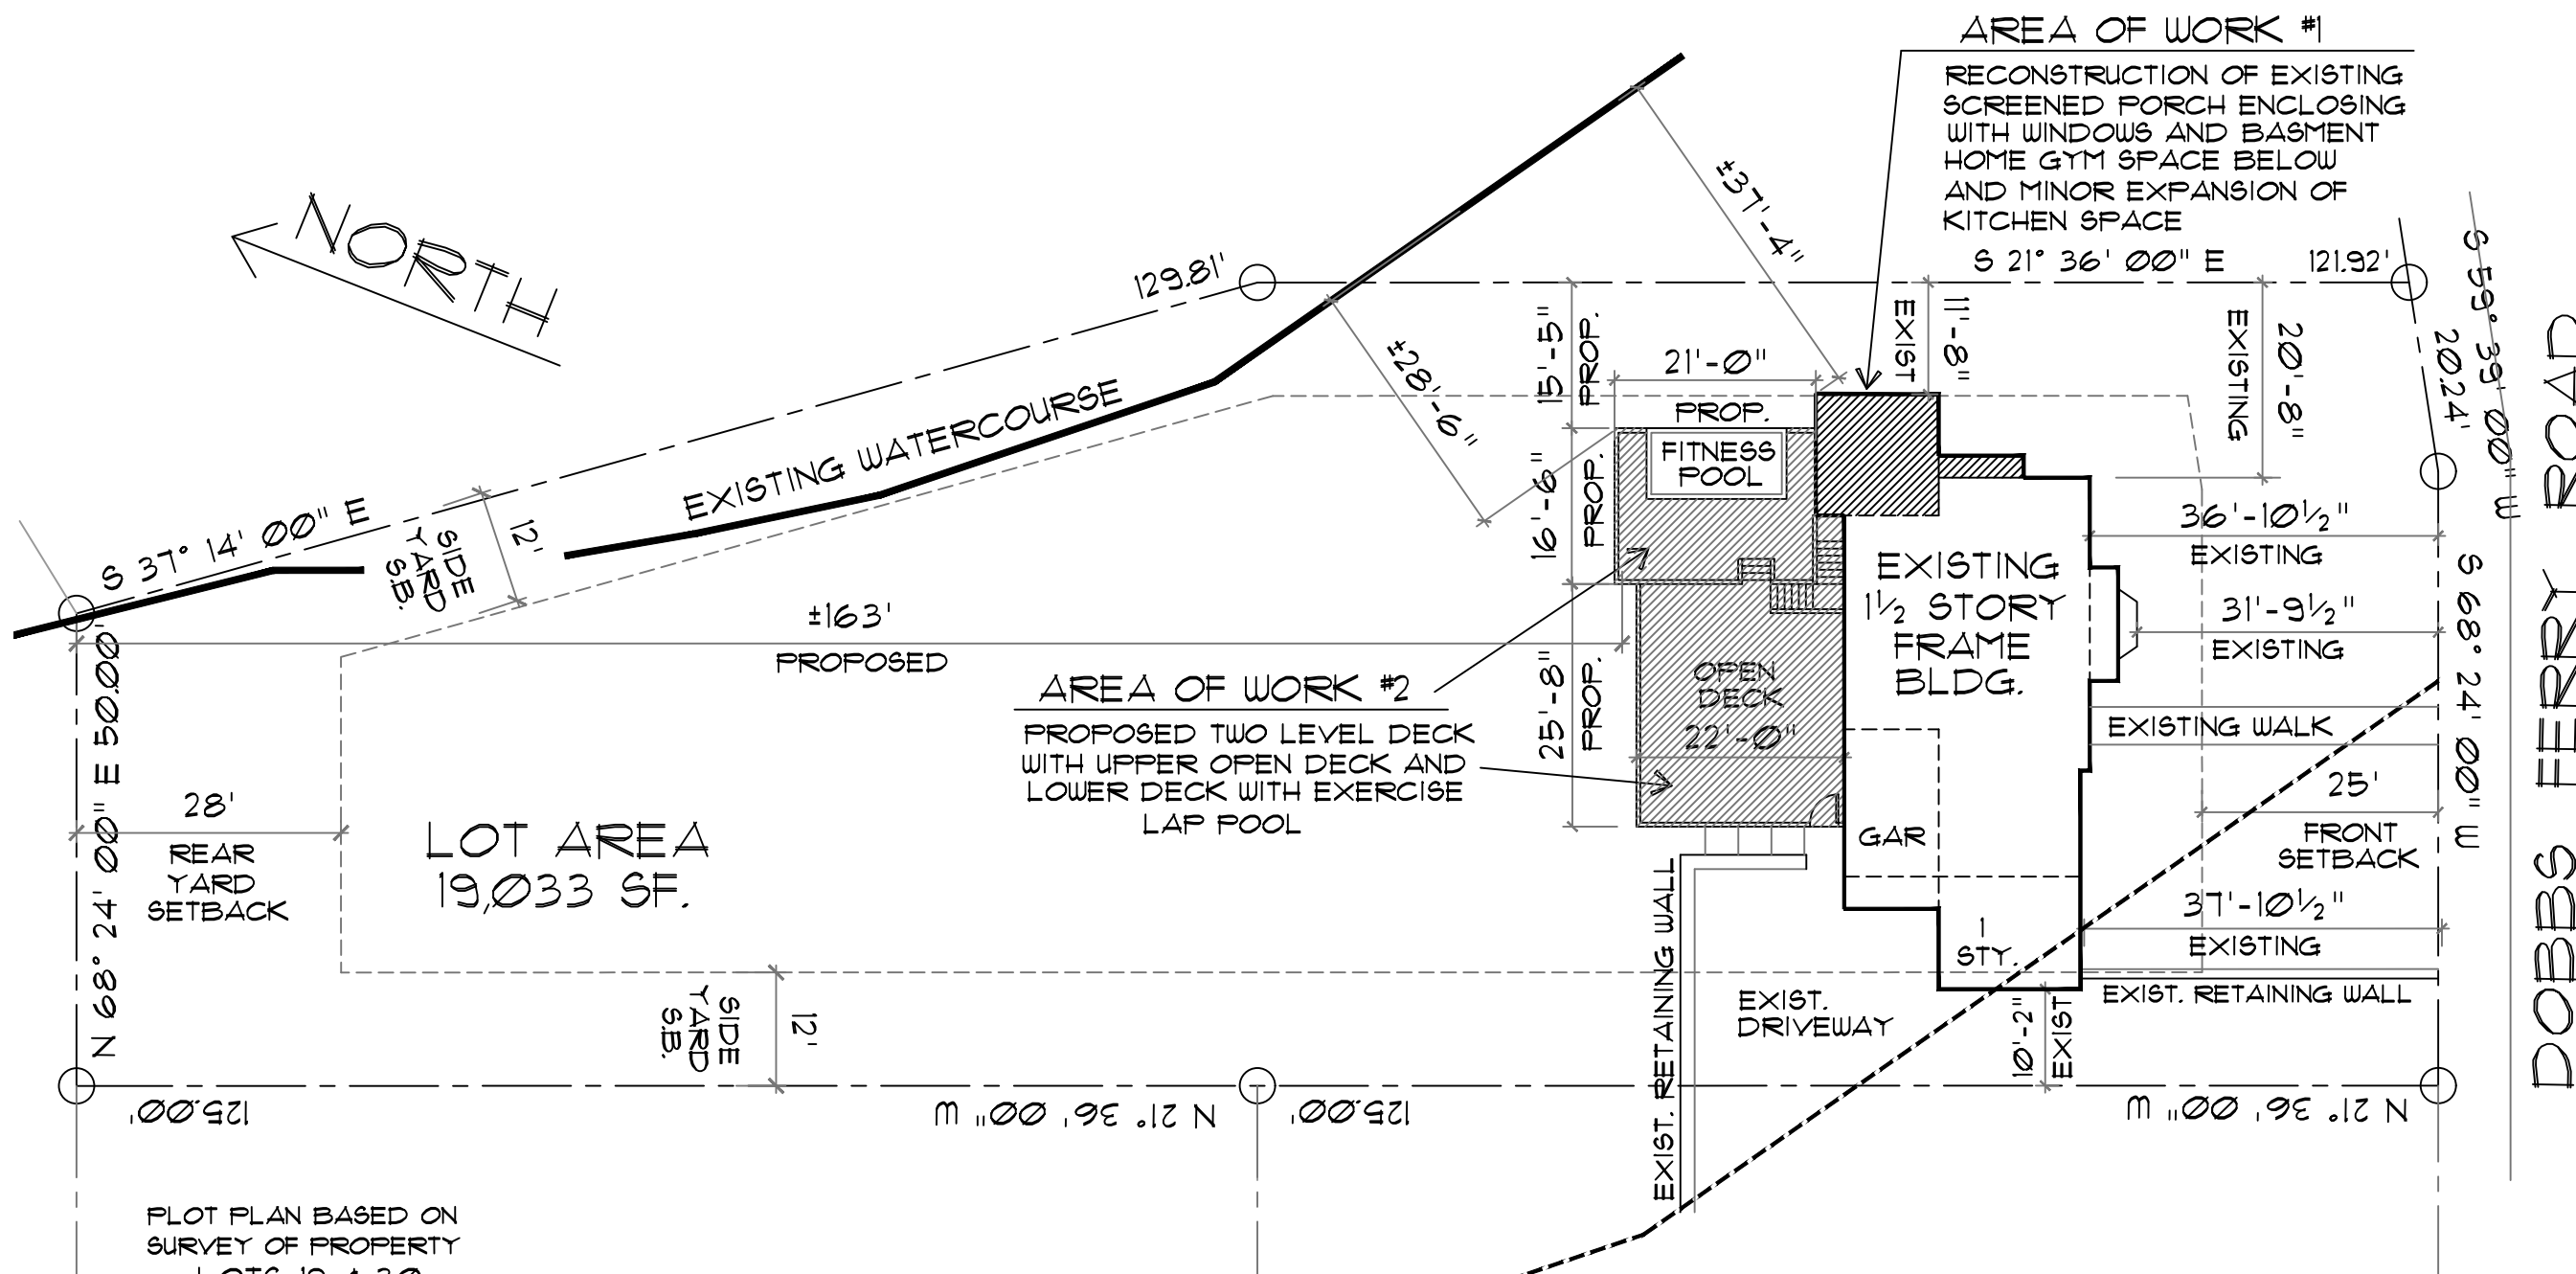 AREA OF WORK #1
RECONSTRUCTION OF EXISTING
SCREENED PORCH ENCLOSING
WITH WINDOWS AND BASMENT
HOME GYM SPACE BELOW
AND MINOR EXPANSION OF
KITCHEN SPACE
S 21° 36' 00" E
121.92'
S 59° 39' 00" W
20.24'
NORTH
129.81'
±37'-4"
±28'-6"
15'-5"
PROP.
21'-0"
PROP.
FITNESS
POOL
EXIST
11'-8"
EXISTING
20'-8"
EXISTING WATERCOURSE
S 37° 14' 00" E
12'
SIDE
YARD
S.B.
16'-6"
PROP.
36'-10½"
EXISTING
EXISTING
1½ STORY
FRAME
BLDG.
31'-9½"
EXISTING
S 68° 24' 00" W
DOBBS FERRY ROAD
±163'
PROPOSED
N 68° 24' 00" E 50.00'
AREA OF WORK #2
PROPOSED TWO LEVEL DECK
WITH UPPER OPEN DECK AND
LOWER DECK WITH EXERCISE
LAP POOL
25'-8"
PROP.
OPEN
DECK
22'-0"
EXISTING WALK
25'
FRONT
SETBACK
28'
REAR
YARD
SETBACK
LOT AREA
19,033 SF.
GAR
37'-10½"
EXISTING
1
STY.
EXIST. RETAINING WALL
EXIST. RETAINING WALL
EXIST.
DRIVEWAY
10'-2"
EXIST
SIDE
YARD
S.B.
12'
125.00'
N 21° 36' 00" W
125.00'
N 21° 36' 00" W
PLOT PLAN BASED ON
SURVEY OF PROPERTY